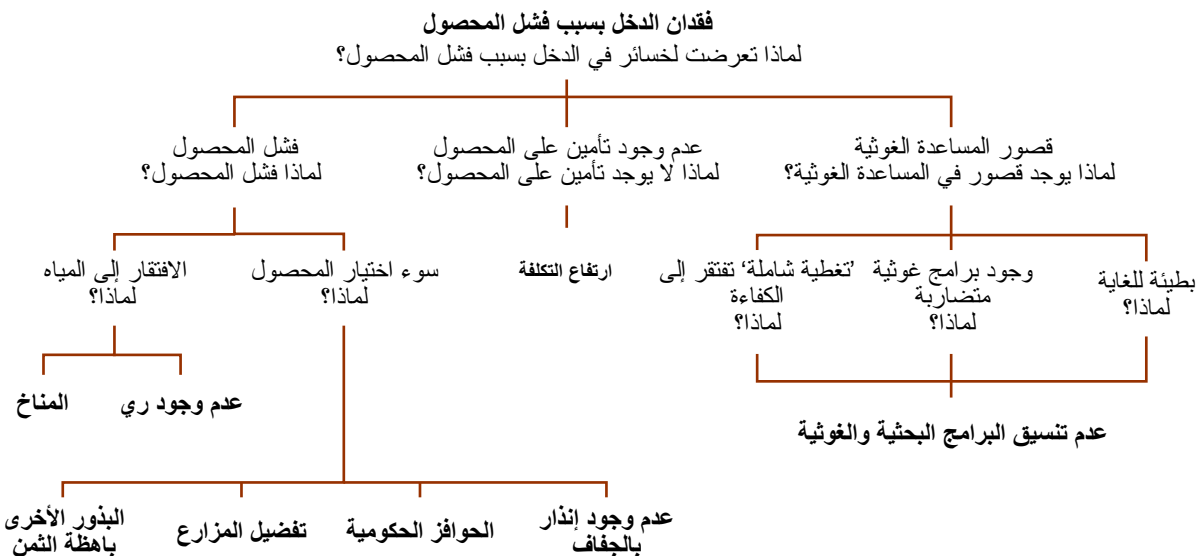 فقدان الدخل بسبب فشل المحصول
لماذا تعرضت لخسائر في الدخل بسبب فشل المحصول؟
قصور المساعدة الغوثية
لماذا يوجد قصور في المساعدة الغوثية؟
عدم وجود تأمين على المحصول
لماذا لا يوجد تأمين على المحصول؟
فشل المحصول
لماذا فشل المحصول؟
بطيئة للغاية
لماذا؟
وجود برامج غوثية
متضاربة
لماذا؟
’تغطية شاملة‘ تفتقر إلى
الكفاءة
لماذا؟
ارتفاع التكلفة
سوء اختيار المحصول
لماذا؟
الافتقار إلى المياه
لماذا؟
عدم تنسيق البرامج البحثية والغوثية
عدم وجود ري
المناخ
عدم وجود إنذار
بالجفاف
الحوافز الحكومية
تفضيل المزارع
البذور الأخرى
باهظة الثمن